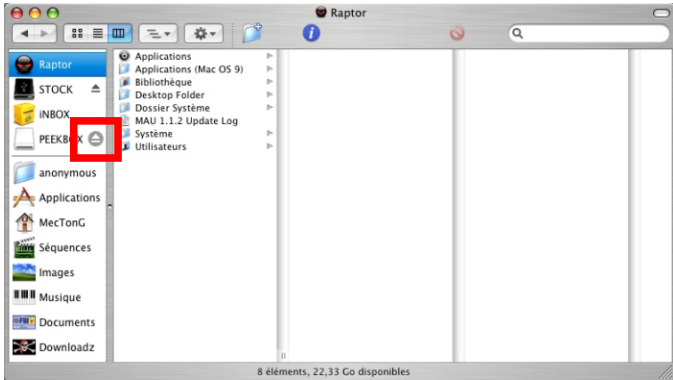 Raptor
Raptor
STOCK
iNBOX
PEEKB X
anonymous
Applications
MecTonG
Séquences
Images
Musique
Documents
Downloadz
Applications
Applications (Mac OS 9)
Bibliothèque
Desktop Folder
Dossier Système
MAU 1.1.2 Update Log
Système
Utilisateurs
8 éléments, 22,33 Go disponibles